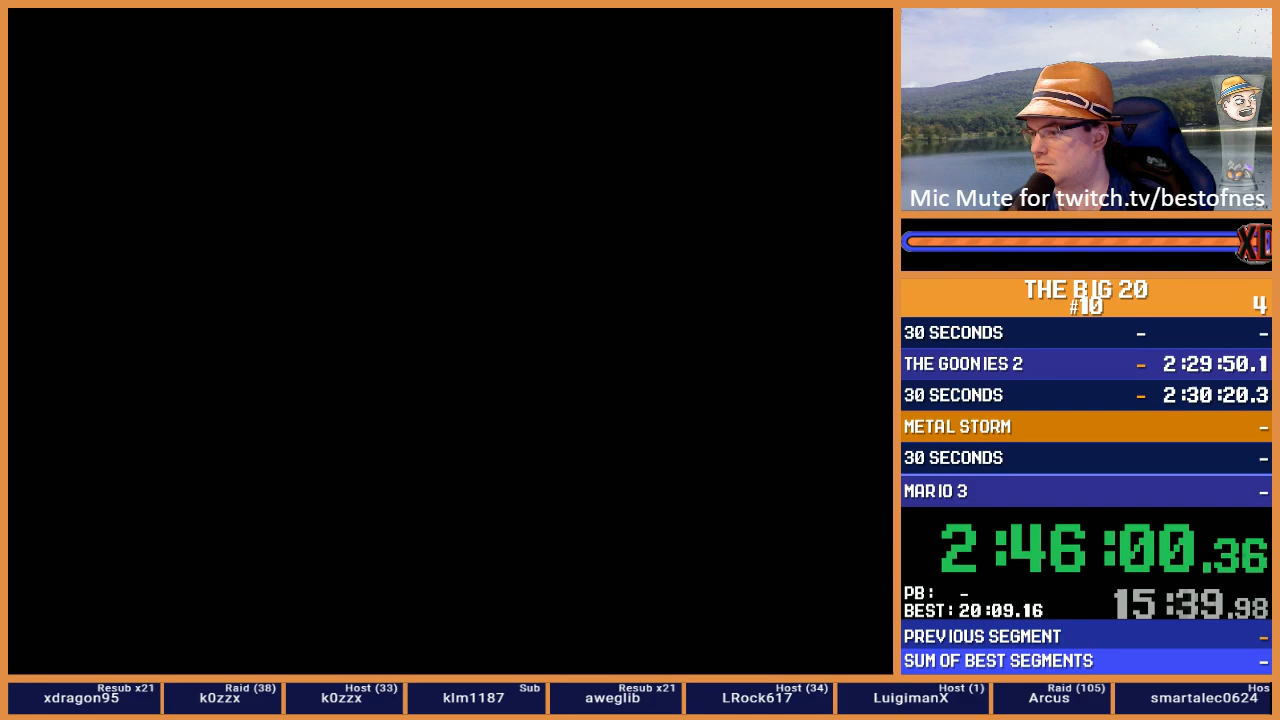 Mic Mute for twitch.tv/bestofnes
XD
THE BIG 20
#10 4
30 SECONDS - -
THE GOONIES 2 - 2:29:50.1
30 SECONDS - 2:30:20.3
METAL STORM -
30 SECONDS -
MARIO 3 -
2:46:00.36
PB: -
BEST: 20:09.16 15:39.98
PREVIOUS SEGMENT -
SUM OF BEST SEGMENTS -
Resub x21 Raid (38) Host (33) Sub Resub x21 Host (34) Host (1) Raid (105) Hos
xdragon95 k0zzx k0zzx klm1187 aweglib LRock617 LuigimanX Arcus smartalec0624